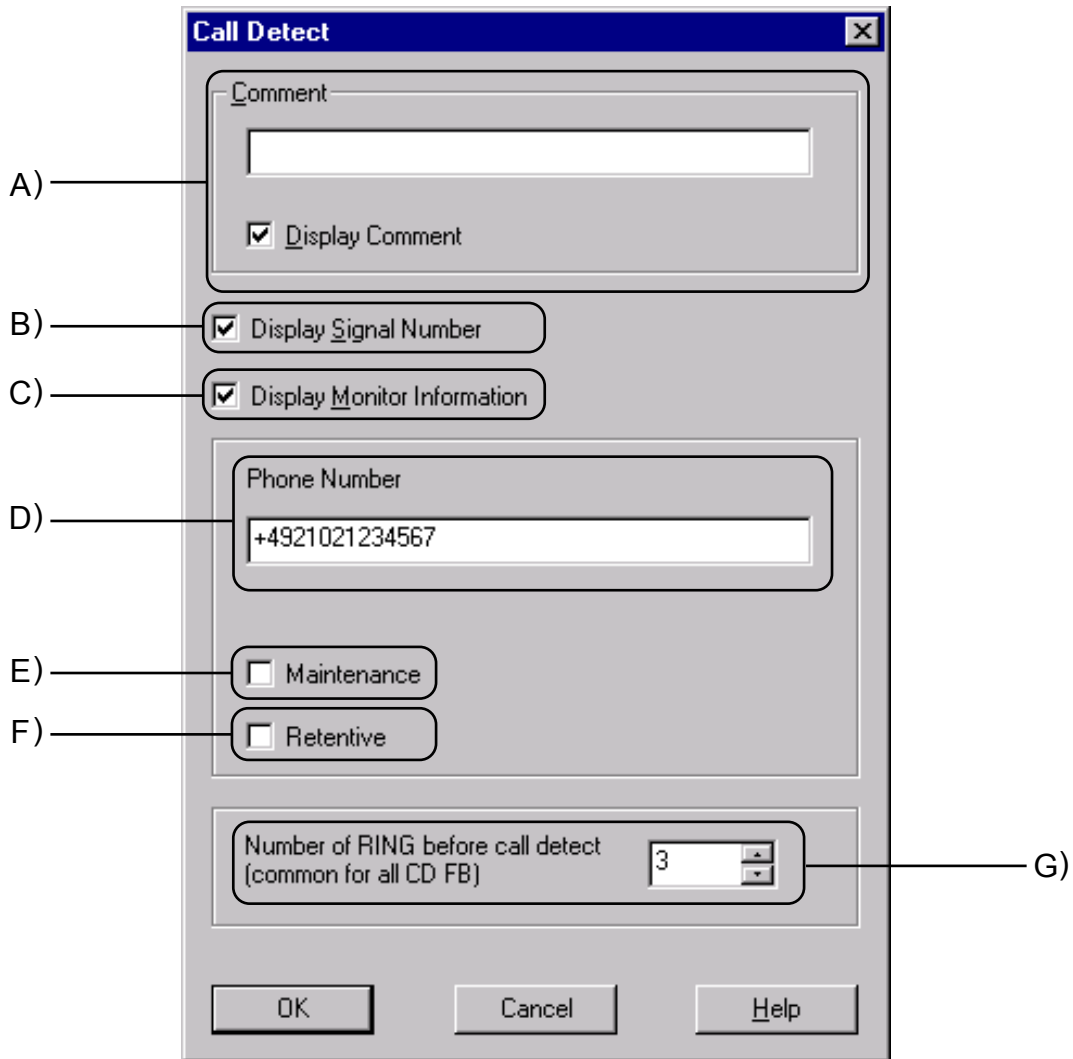 Call Detect
Comment
A)
Display Comment
B)
Display Signal Number
C)
Display Monitor Information
Phone Number
D)
+4921021234567
E)
Maintenance
F)
Retentive
Number of RING before call detect
(common for all CD FB)
3
G)
OK
Cancel
Help